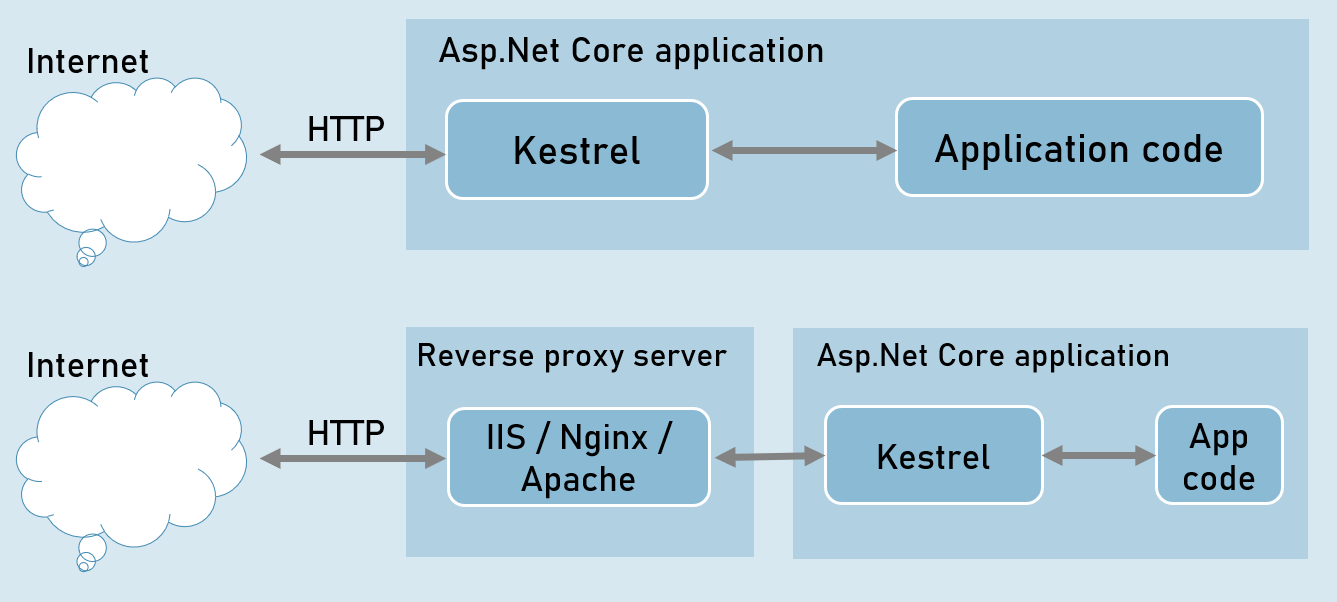 Internet
Asp.Net Core application
HTTP
Kestrel
Application code
Internet
Reverse proxy server
Asp.Net Core application
HTTP
IIS / Nginx /
Apache
Kestrel
App
code